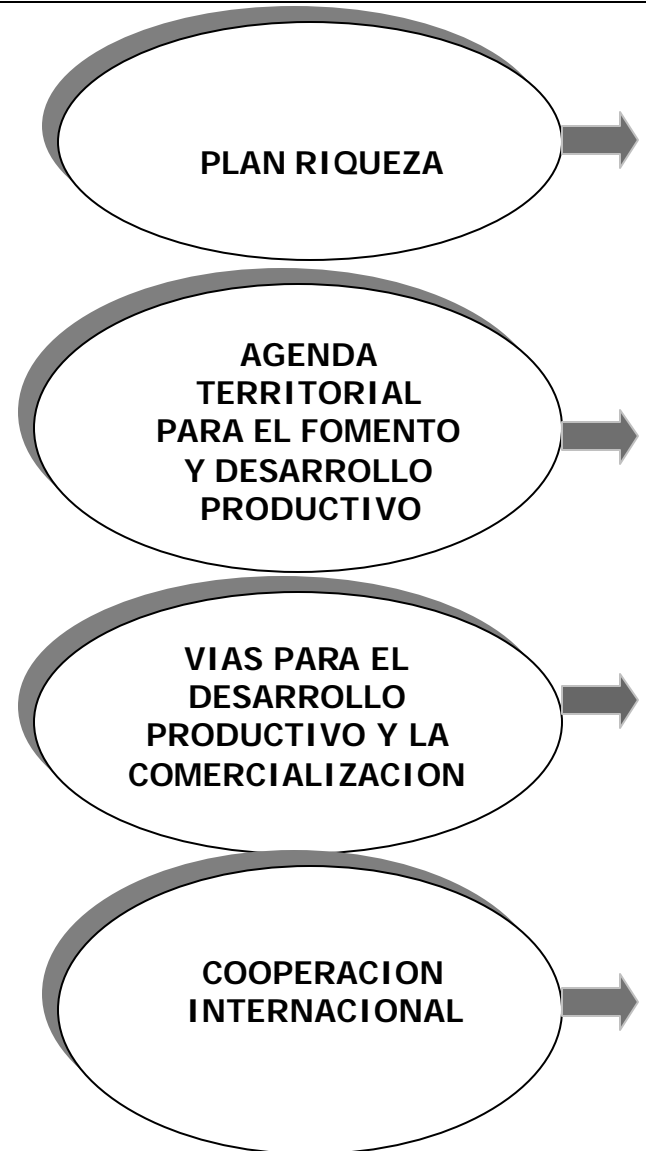 PLAN RIQUEZA
AGENDA
TERRITORIAL
PARA EL FOMENTO
Y DESARROLLO
PRODUCTIVO
VIAS PARA EL
DESARROLLO
PRODUCTIVO Y LA
COMERCIALIZACION
COOPERACION
INTERNACIONAL